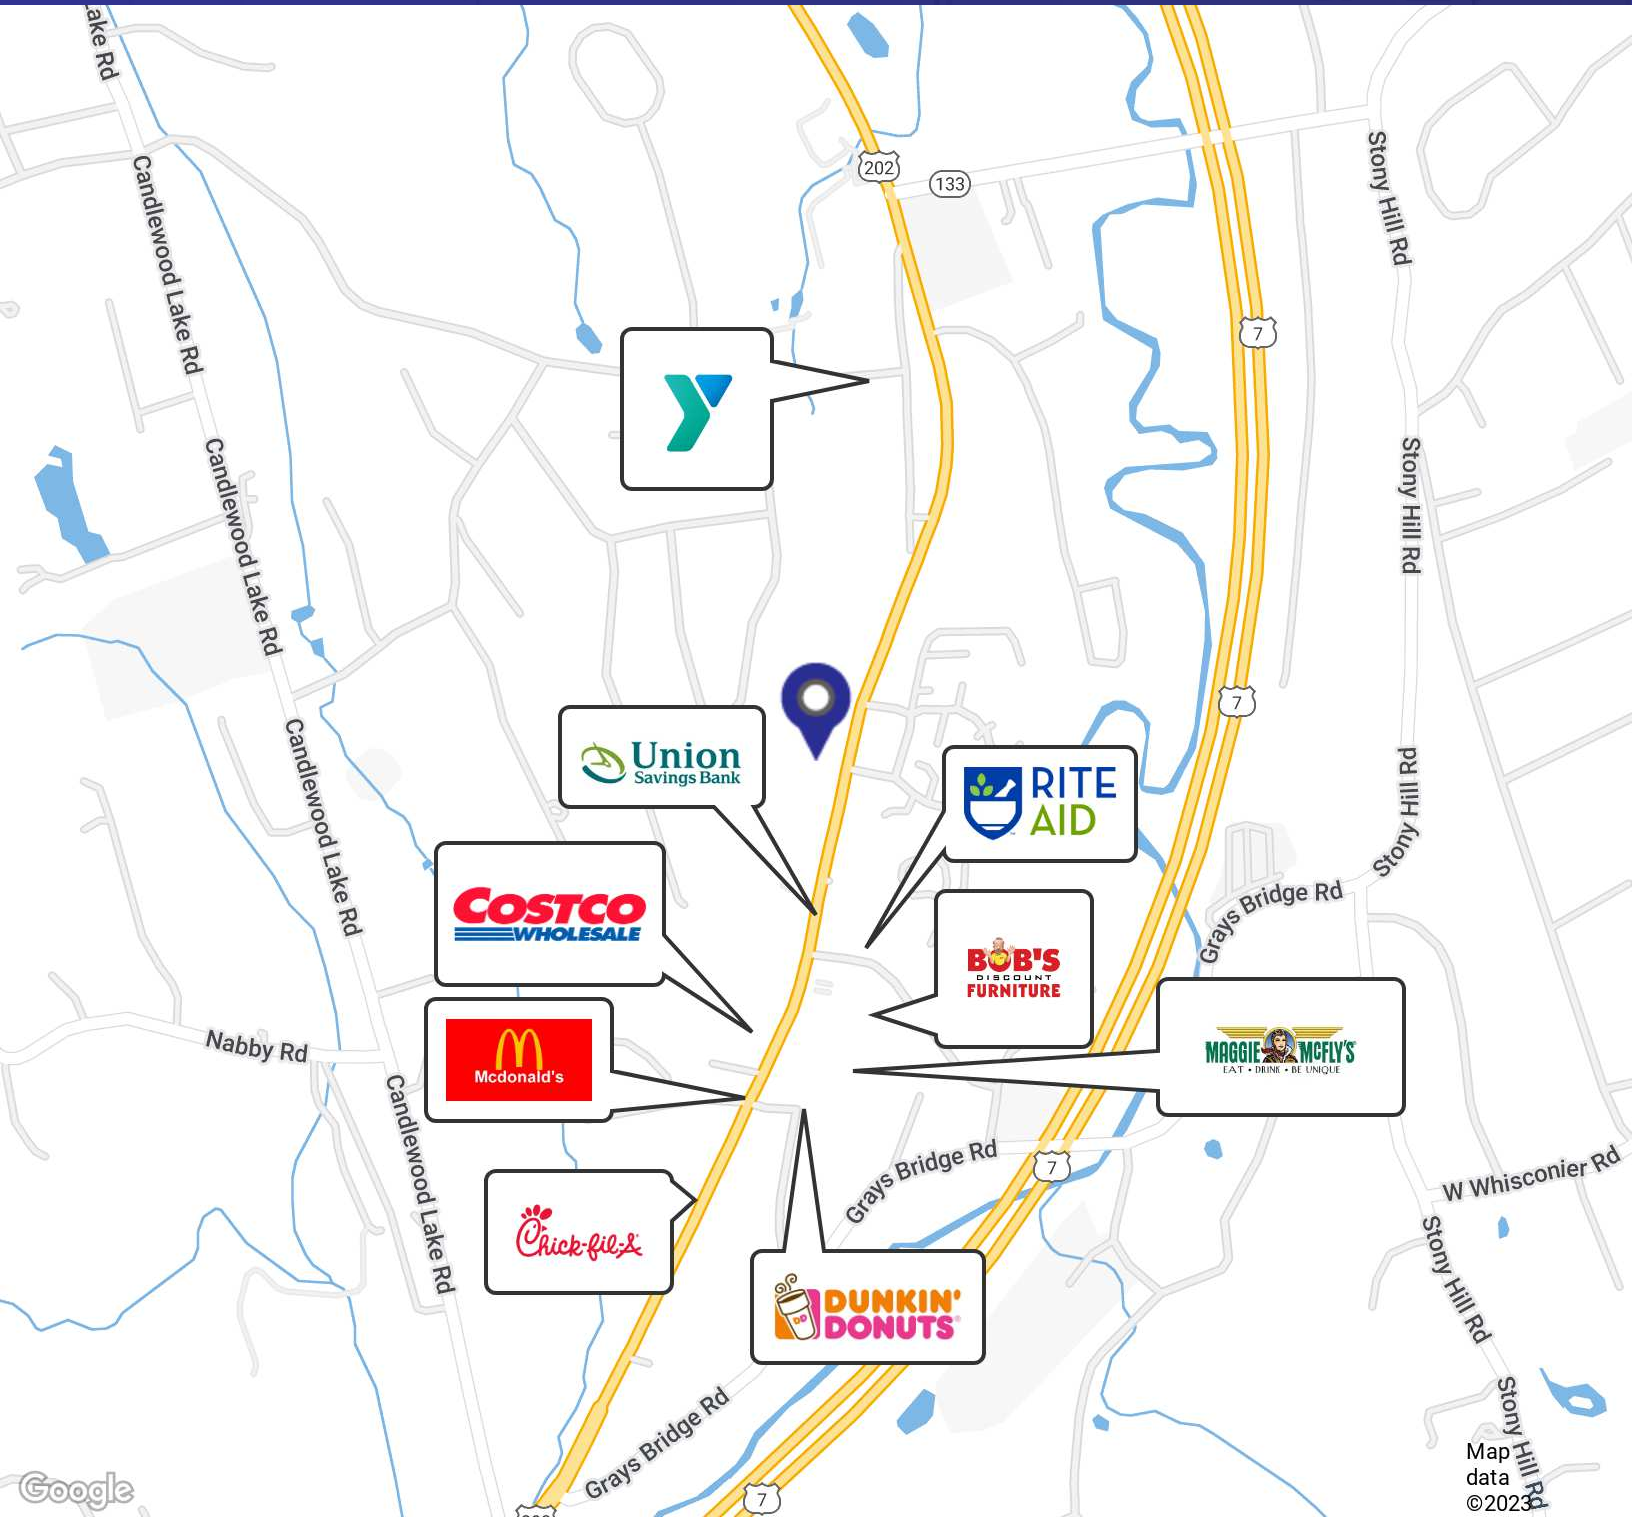 Lake Rd
202
133
Candlewood Lake Rd
Stony Hill Rd
7
Candlewood Lake Rd
Stony Hill Rd
7
Union
Savings Bank
Candlewood Lake Rd
RITE
AID
Stony Hill Rd
COSTCO
WHOLESALE
Grays Bridge Rd
BOB'S
DISCOUNT
FURNITURE
Nabby Rd
Mcdonald's
MAGGIE MCFLY'S
EAT • DRINK • BE UNIQUE
Candlewood Lake Rd
Grays Bridge Rd
7
W Whisconier Rd
Chick-fil-A
Stony Hill Rd
DUNKIN'
DONUTS
DD
Grays Bridge Rd
Stony Hill Rd
7
Google
Map
data
©2023